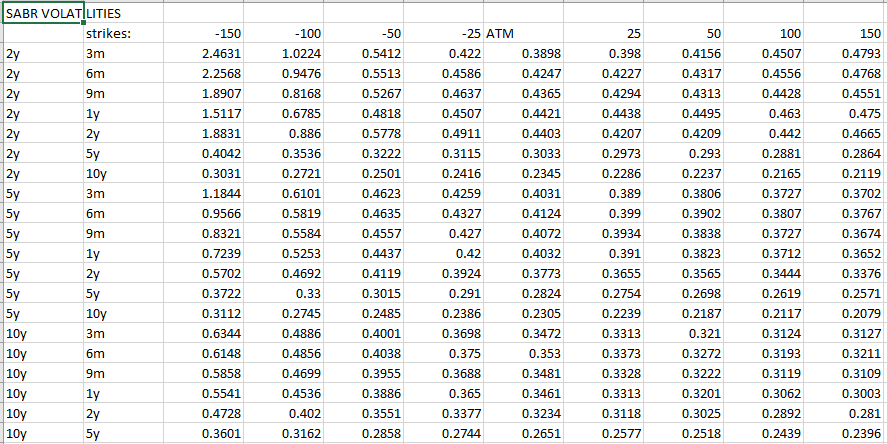 SABR VOLATILITIES
strikes: -150 -100 -50 -25 ATM 25 50 100 150
2y 3m 2.4631 1.0224 0.5412 0.422 0.3898 0.398 0.4156 0.4507 0.4793
2y 6m 2.2568 0.9476 0.5513 0.4586 0.4247 0.4227 0.4317 0.4556 0.4768
2y 9m 1.8907 0.8168 0.5267 0.4637 0.4365 0.4294 0.4313 0.4428 0.4551
2y 1y 1.5117 0.6785 0.4818 0.4507 0.4421 0.4438 0.4495 0.463 0.475
2y 2y 1.8831 0.886 0.5778 0.4911 0.4403 0.4207 0.4209 0.442 0.4665
2y 5y 0.4042 0.3536 0.3222 0.3115 0.3033 0.2973 0.293 0.2881 0.2864
2y 10y 0.3031 0.2721 0.2501 0.2416 0.2345 0.2286 0.2237 0.2165 0.2119
5y 3m 1.1844 0.6101 0.4623 0.4259 0.4031 0.389 0.3806 0.3727 0.3702
5y 6m 0.9566 0.5819 0.4635 0.4327 0.4124 0.399 0.3902 0.3807 0.3767
5y 9m 0.8321 0.5584 0.4557 0.427 0.4072 0.3934 0.3838 0.3727 0.3674
5y 1y 0.7239 0.5253 0.4437 0.42 0.4032 0.391 0.3823 0.3712 0.3652
5y 2y 0.5702 0.4692 0.4119 0.3924 0.3773 0.3655 0.3565 0.3444 0.3376
5y 5y 0.3722 0.33 0.3015 0.291 0.2824 0.2754 0.2698 0.2619 0.2571
5y 10y 0.3112 0.2745 0.2485 0.2386 0.2305 0.2239 0.2187 0.2117 0.2079
10y 3m 0.6344 0.4886 0.4001 0.3698 0.3472 0.3313 0.321 0.3124 0.3127
10y 6m 0.6148 0.4856 0.4038 0.375 0.353 0.3373 0.3272 0.3193 0.3211
10y 9m 0.5858 0.4699 0.3955 0.3688 0.3481 0.3328 0.3222 0.3119 0.3109
10y 1y 0.5541 0.4536 0.3886 0.365 0.3461 0.3313 0.3201 0.3062 0.3003
10y 2y 0.4728 0.402 0.3551 0.3377 0.3234 0.3118 0.3025 0.2892 0.281
10y 5y 0.3601 0.3162 0.2858 0.2744 0.2651 0.2577 0.2518 0.2439 0.2396